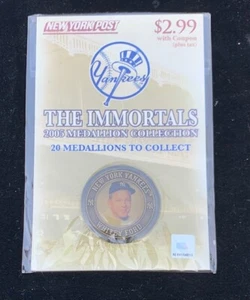 NEW YORK POST
$2.99
with Coupon
Yankees
THE IMMORTALS
2005 MEDALLION COLLECTION
20 MEDALLIONS TO COLLECT
NEW YORK YANKEES